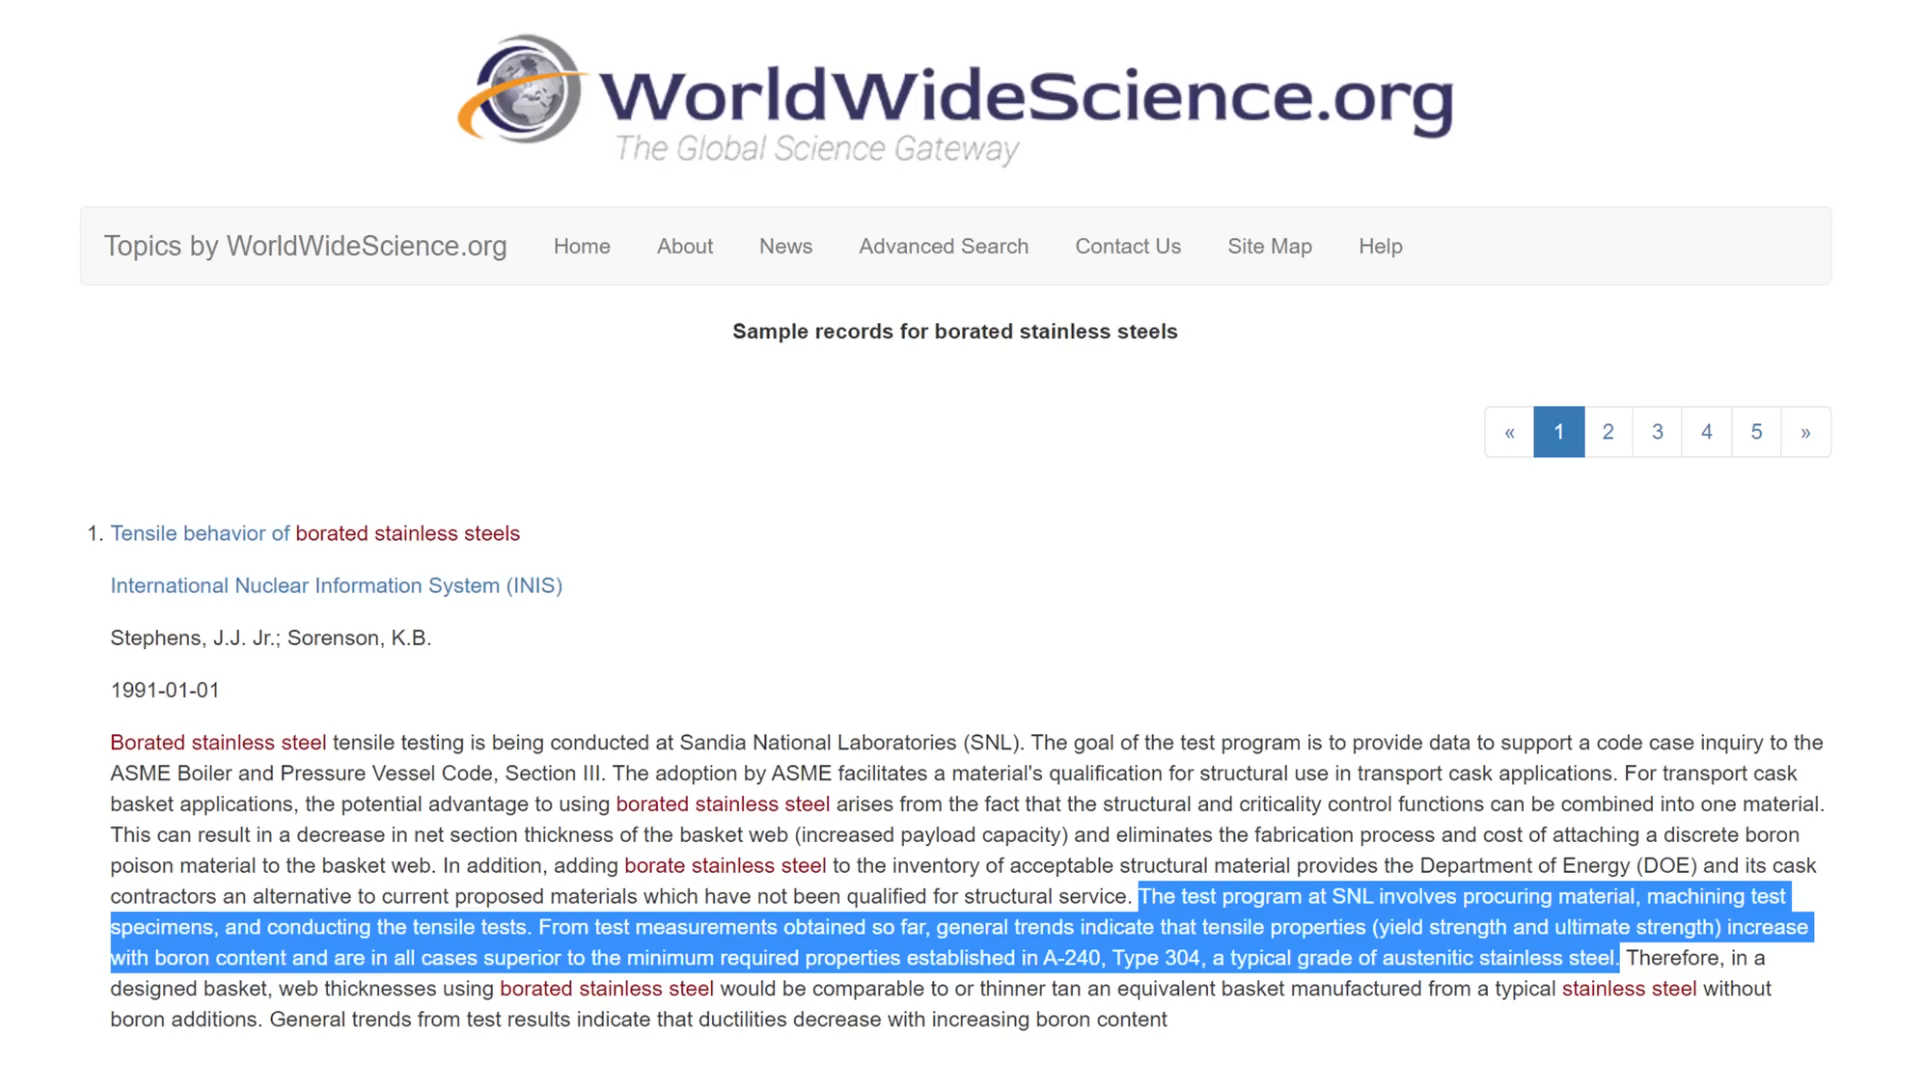 WorldWideScience.org
The Global Science Gateway
Topics by WorldWideScience.org Home About News Advanced Search Contact Us Site Map Help
Sample records for borated stainless steels
« 1 2 3 4 5 »
1. Tensile behavior of borated stainless steels
International Nuclear Information System (INIS)
Stephens, J.J. Jr.; Sorenson, K.B.
1991-01-01
Borated stainless steel tensile testing is being conducted at Sandia National Laboratories (SNL). The goal of the test program is to provide data to support a code case inquiry to the
ASME Boiler and Pressure Vessel Code, Section III. The adoption by ASME facilitates a material's qualification for structural use in transport cask applications. For transport cask
basket applications, the potential advantage to using borated stainless steel arises from the fact that the structural and criticality control functions can be combined into one material.
This can result in a decrease in net section thickness of the basket web (increased payload capacity) and eliminates the fabrication process and cost of attaching a discrete boron
poison material to the basket web. In addition, adding borate stainless steel to the inventory of acceptable structural material provides the Department of Energy (DOE) and its cask
contractors an alternative to current proposed materials which have not been qualified for structural service. The test program at SNL involves procuring material, machining test
specimens, and conducting the tensile tests. From test measurements obtained so far, general trends indicate that tensile properties (yield strength and ultimate strength) increase
with boron content and are in all cases superior to the minimum required properties established in A-240, Type 304, a typical grade of austenitic stainless steel. Therefore, in a
designed basket, web thicknesses using borated stainless steel would be comparable to or thinner tan an equivalent basket manufactured from a typical stainless steel without
boron additions. General trends from test results indicate that ductilities decrease with increasing boron content